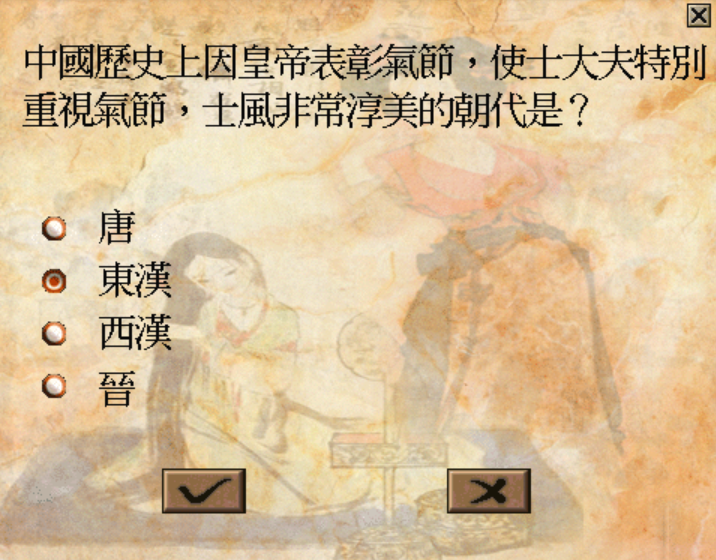 中國歷史上因皇帝表彰氣節，使士大夫特別
重視氣節，士風非常淳美的朝代是？
唐
東漢
西漢
晉